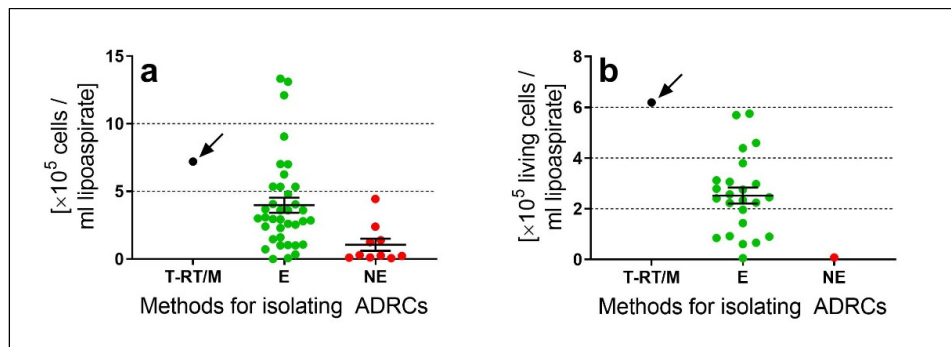 a
[×10⁵ cells /
ml lipoaspirate]
15
10
5
0
T-RT/M E NE
Methods for isolating ADRCs
b
[×10⁵ living cells /
ml lipoaspirate]
8
6
4
2
0
T-RT/M E NE
Methods for isolating ADRCs